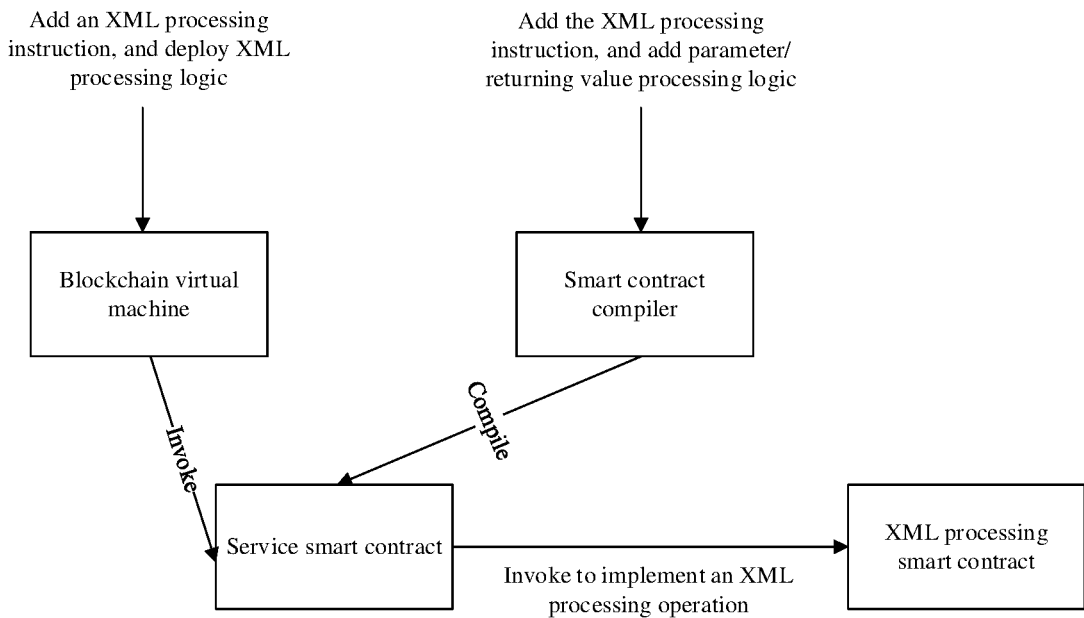 Add an XML processing
instruction, and deploy XML
processing logic
Add the XML processing
instruction, and add parameter/
returning value processing logic
Blockchain virtual
machine
Smart contract
compiler
Invoke
Compile
Service smart contract
Invoke to implement an XML
processing operation
XML processing
smart contract